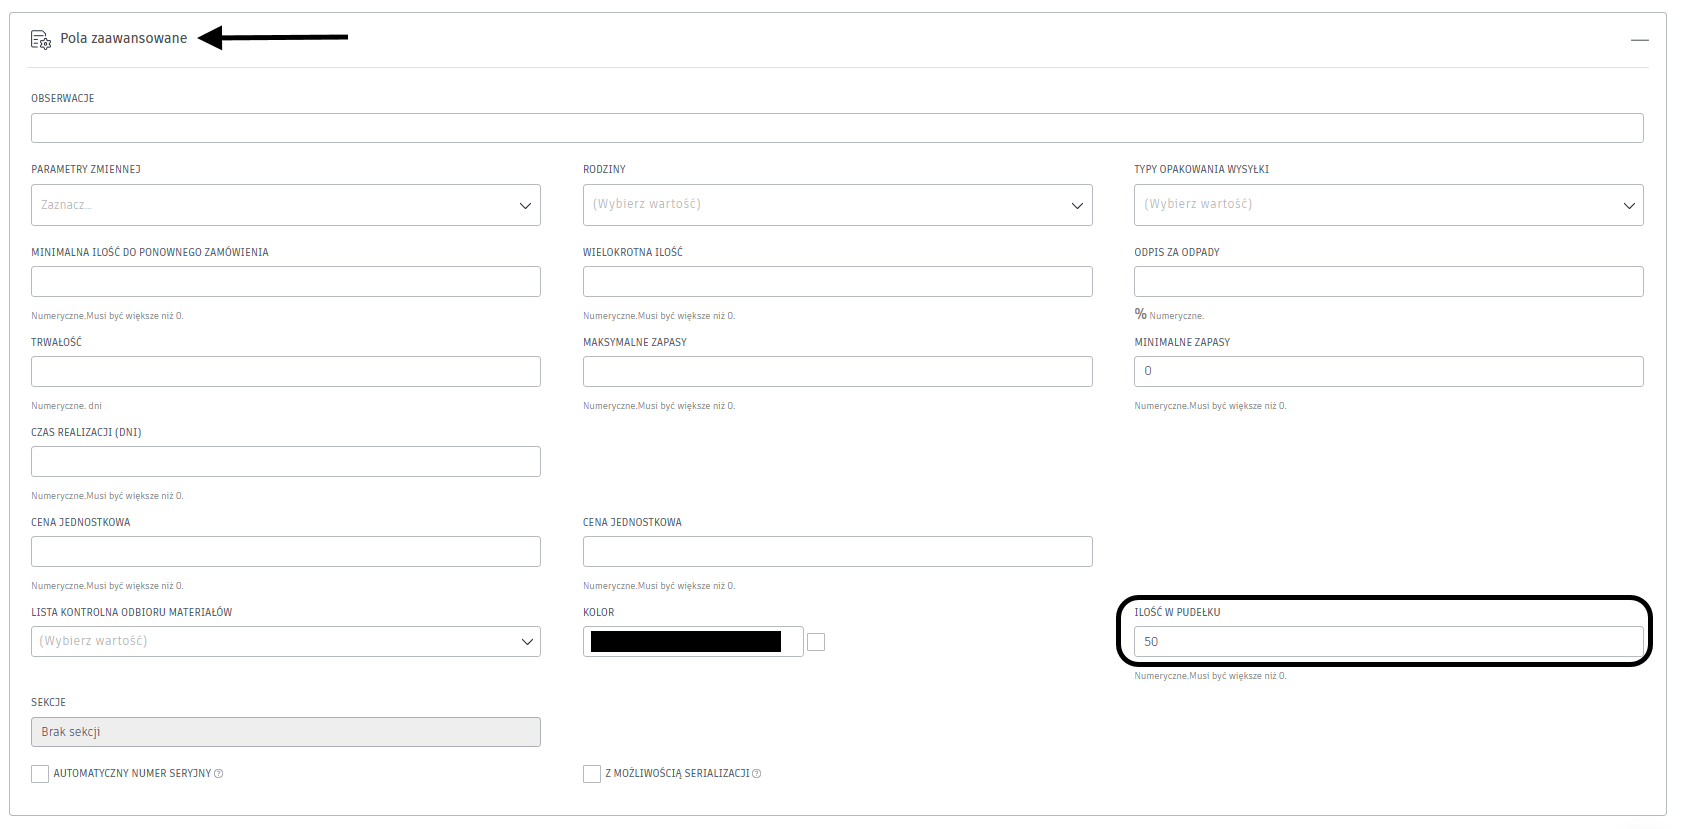 Pola zaawansowane
OBSERWACJE
PARAMETRY ZMIENNEJ
RODZINY
TYPY OPAKOWANIA WYSYŁKI
Zaznacz...
(Wybierz wartość)
(Wybierz wartość)
MINIMALNA ILOŚĆ DO PONOWNEGO ZAMÓWIENIA
WIELOKROTNA ILOŚĆ
ODPIS ZA ODPADY
Numeryczne.Musi być większe niż 0.
Numeryczne.Musi być większe niż 0.
% Numeryczne.
TRWAŁOŚĆ
MAKSYMALNE ZAPASY
MINIMALNE ZAPASY
0
Numeryczne. dni
Numeryczne.Musi być większe niż 0.
Numeryczne.Musi być większe niż 0.
CZAS REALIZACJI (DNI)
Numeryczne.Musi być większe niż 0.
CENA JEDNOSTKOWA
CENA JEDNOSTKOWA
Numeryczne.Musi być większe niż 0.
Numeryczne.Musi być większe niż 0.
LISTA KONTROLNA ODBIORU MATERIAŁÓW
KOLOR
ILOŚĆ W PUDEŁKU
(Wybierz wartość)
50
Numeryczne.Musi być większe niż 0.
SEKCJE
Brak sekcji
AUTOMATYCZNY NUMER SERYJNY
Z MOŻLIWOŚCIĄ SERIALIZACJI